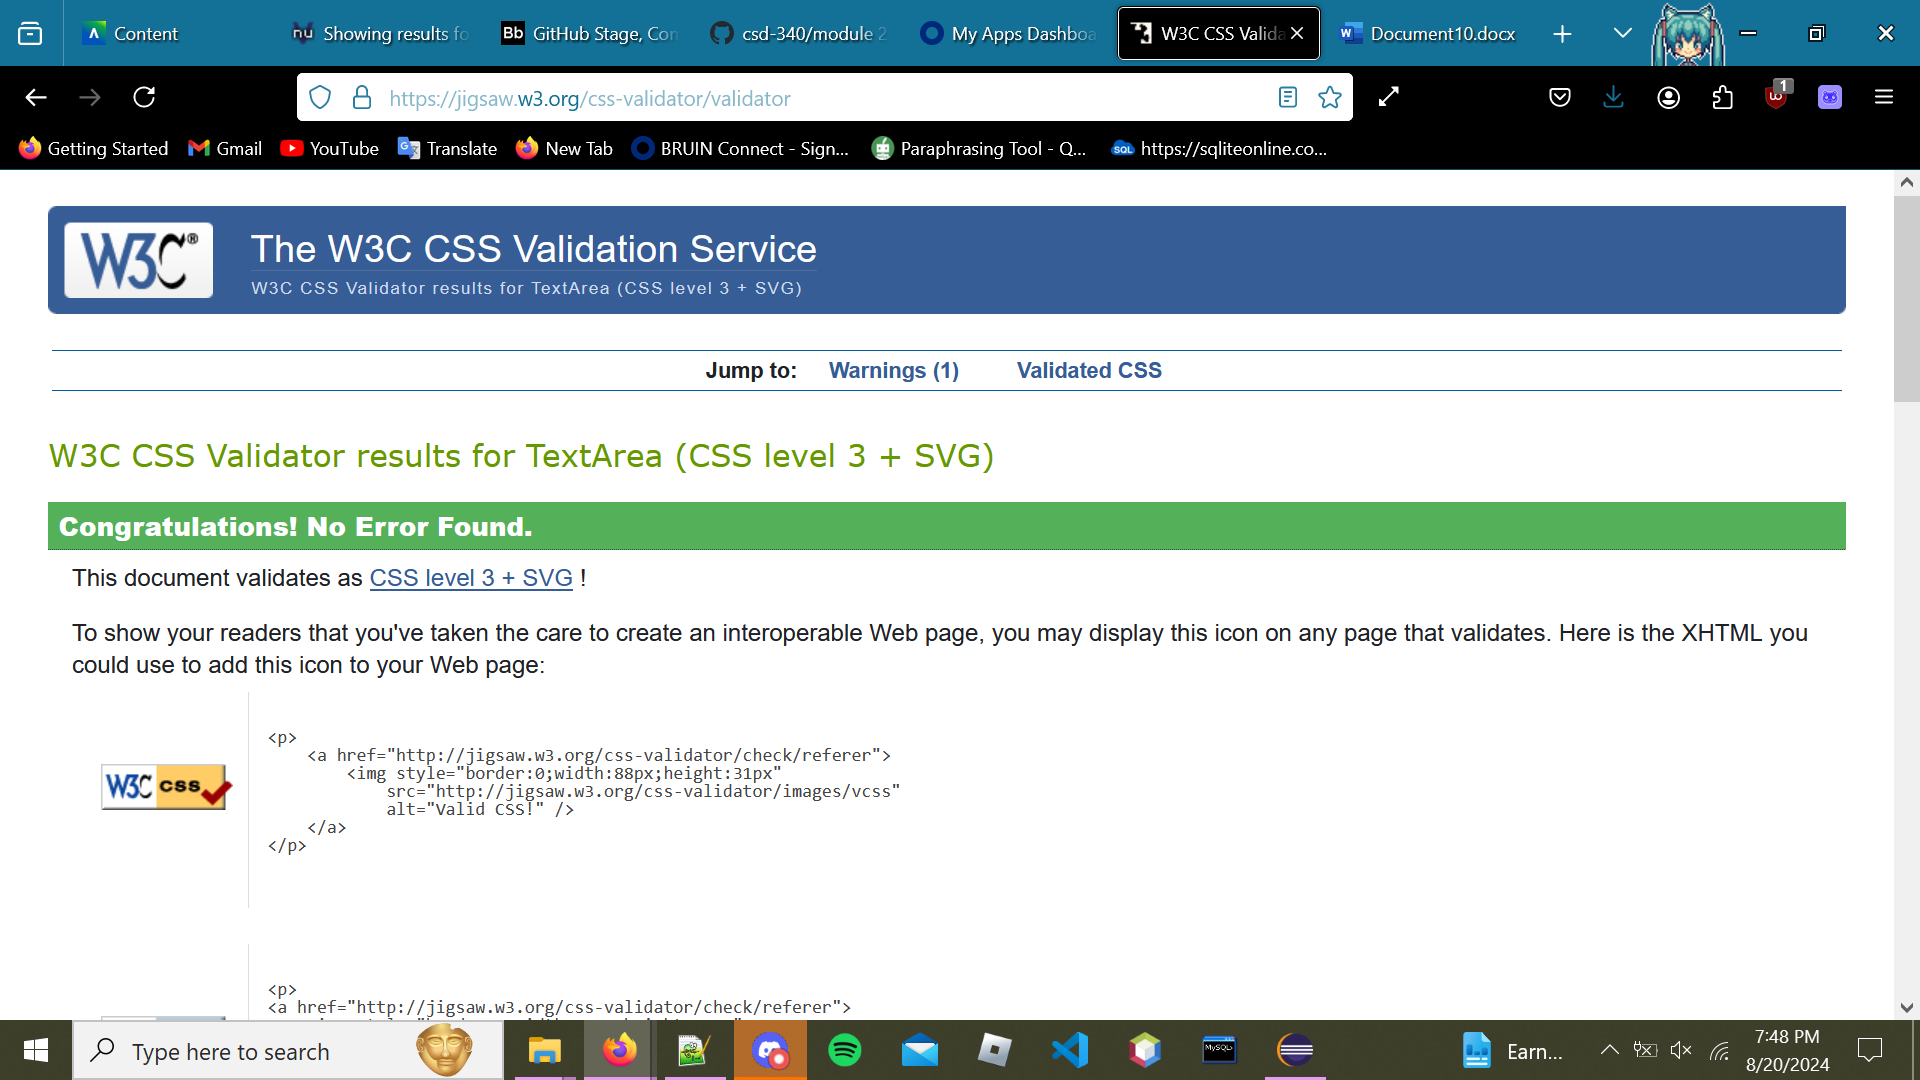 Content
Showing results fo
GitHub Stage, Con
csd-340/module 2
My Apps Dashboa
W3C CSS Valida
Document10.docx
https://jigsaw.w3.org/css-validator/validator
1
Getting Started
Gmail
YouTube
Translate
New Tab
BRUIN Connect - Sign...
Paraphrasing Tool - Q...
https://sqliteonline.co...
W3C®
The W3C CSS Validation Service
W3C CSS Validator results for TextArea (CSS level 3 + SVG)
Jump to: Warnings (1) Validated CSS
W3C CSS Validator results for TextArea (CSS level 3 + SVG)
Congratulations! No Error Found.
This document validates as CSS level 3 + SVG !
To show your readers that you've taken the care to create an interoperable Web page, you may display this icon on any page that validates. Here is the XHTML you
could use to add this icon to your Web page:
W3C css
<p>
<a href="http://jigsaw.w3.org/css-validator/check/referer">
<img style="border:0;width:88px;height:31px"
src="http://jigsaw.w3.org/css-validator/images/vcss"
alt="Valid CSS!" />
</a>
</p>
<p>
<a href="http://jigsaw.w3.org/css-validator/check/referer">
Type here to search
MySQL
Earn...
7:48 PM
8/20/2024